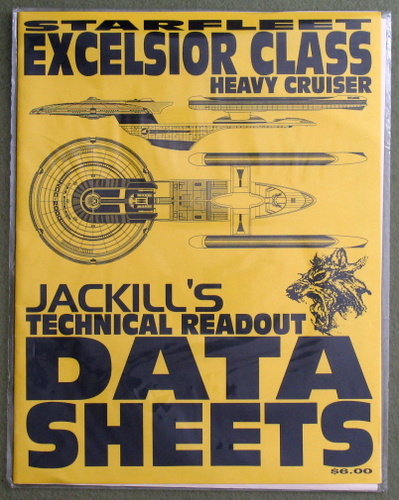 STARFLEET
EXCELSIOR CLASS
HEAVY CRUISER
JACKILL'S
TECHNICAL READOUT
DATA
SHEETS
$6.00